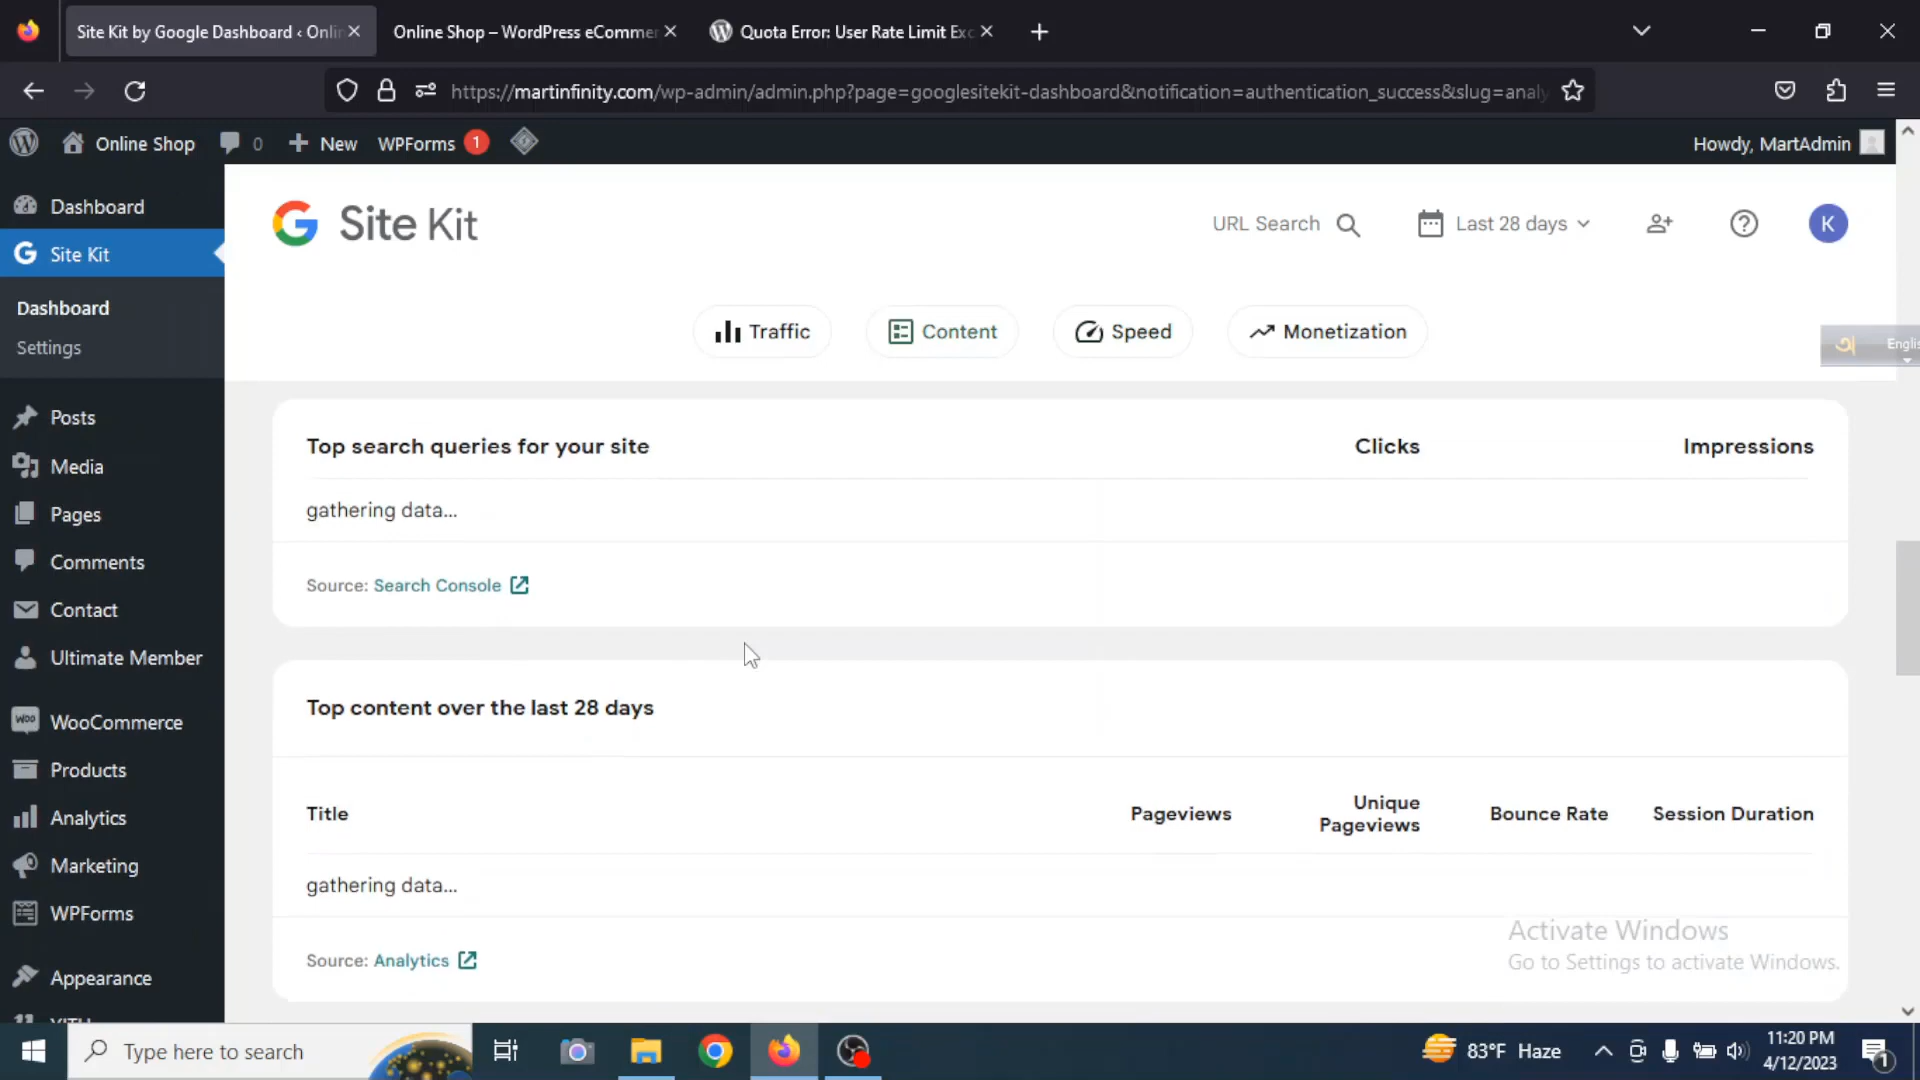 Site Kit by Google Dashboard ‹ Onli
Online Shop – WordPress eCommer
Quota Error: User Rate Limit Exc
https://martinfinity.com/wp-admin/admin.php?page=googlesitekit-dashboard&notification=authentication_success&slug=analy
Online Shop
0
New
WPForms 1
Howdy, MartAdmin
Dashboard
Site Kit
Dashboard
Settings
Posts
Media
Pages
Comments
Contact
Ultimate Member
WooCommerce
Products
Analytics
Marketing
WPForms
Appearance
Site Kit
URL Search
Last 28 days
K
Traffic
Content
Speed
Monetization
Englis
Top search queries for your site
Clicks
Impressions
gathering data...
Source: Search Console
Top content over the last 28 days
Title
Pageviews
Unique
Pageviews
Bounce Rate
Session Duration
gathering data...
Source: Analytics
Activate Windows
Go to Settings to activate Windows.
Type here to search
83°F Haze
11:20 PM
4/12/2023
1